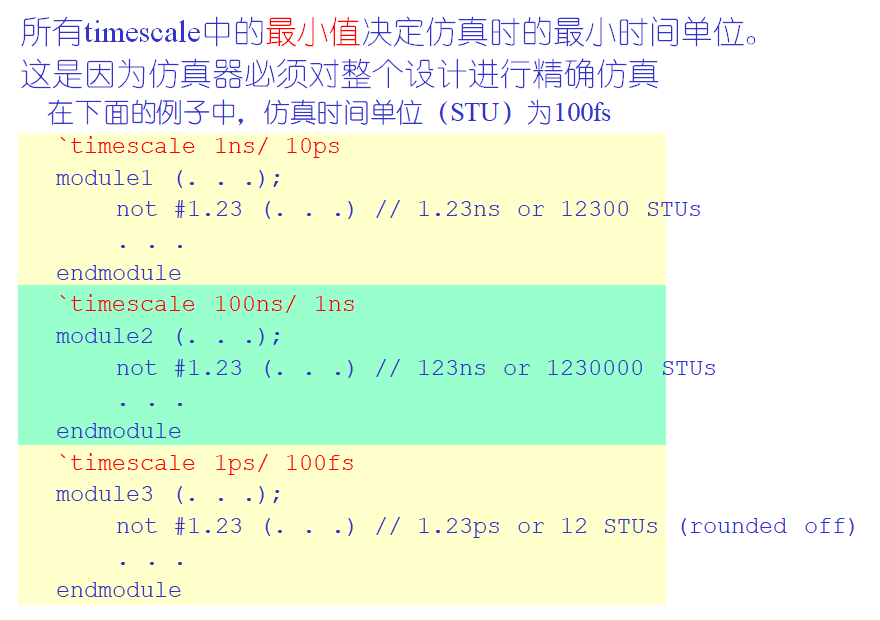 所有timescale中的最小值决定仿真时的最小时间单位。
这是因为仿真器必须对整个设计进行精确仿真
在下面的例子中，仿真时间单位（STU）为100fs
`timescale 1ns/ 10ps
module1 (. . .);
not #1.23 (. . .) // 1.23ns or 12300 STUs
. . .
endmodule
`timescale 100ns/ 1ns
module2 (. . .);
not #1.23 (. . .) // 123ns or 1230000 STUs
. . .
endmodule
`timescale 1ps/ 100fs
module3 (. . .);
not #1.23 (. . .) // 1.23ps or 12 STUs (rounded off)
. . .
endmodule